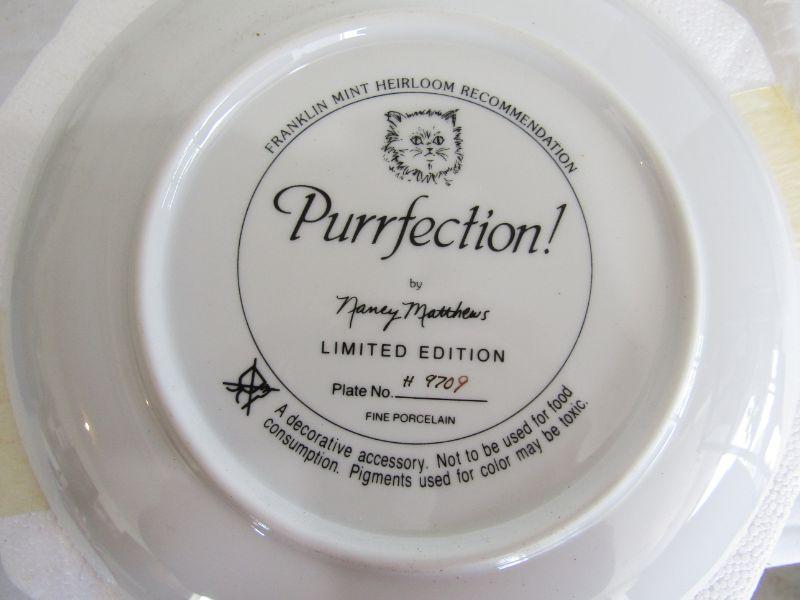 FRANKLIN MINT HEIRLOOM RECOMMENDATION
Purrfection!
by
Nancy Matthews
LIMITED EDITION
Plate No. H 9709
FINE PORCELAIN
A decorative accessory. Not to be used for food
consumption. Pigments used for color may be toxic.